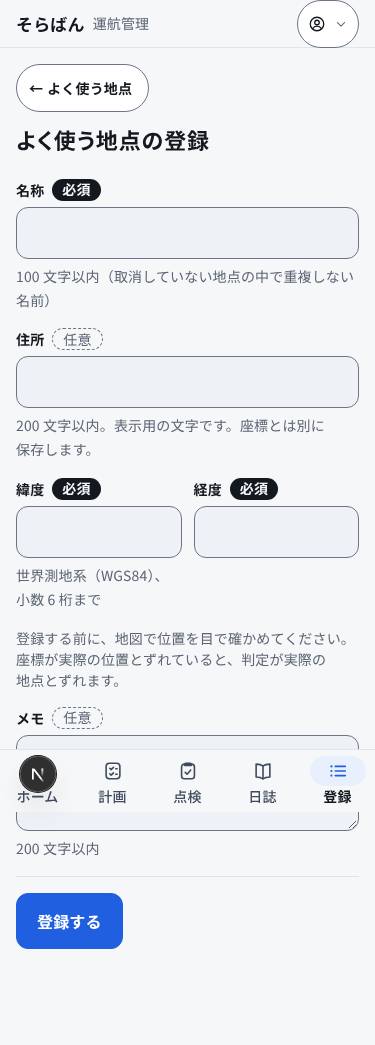 そらばん 運航管理
← よく使う地点
よく使う地点の登録
名称 必須
100 文字以内（取消していない地点の中で重複しない
名前）
住所 任意
200 文字以内。表示用の文字です。座標とは別に
保存します。
緯度 必須 経度 必須
世界測地系（WGS84）、
小数 6 桁まで
登録する前に、地図で位置を目で確かめてください。
座標が実際の位置とずれていると、判定が実際の
地点とずれます。
メモ 任意
N
ホーム 計画 点検 日誌 登録
200 文字以内
登録する